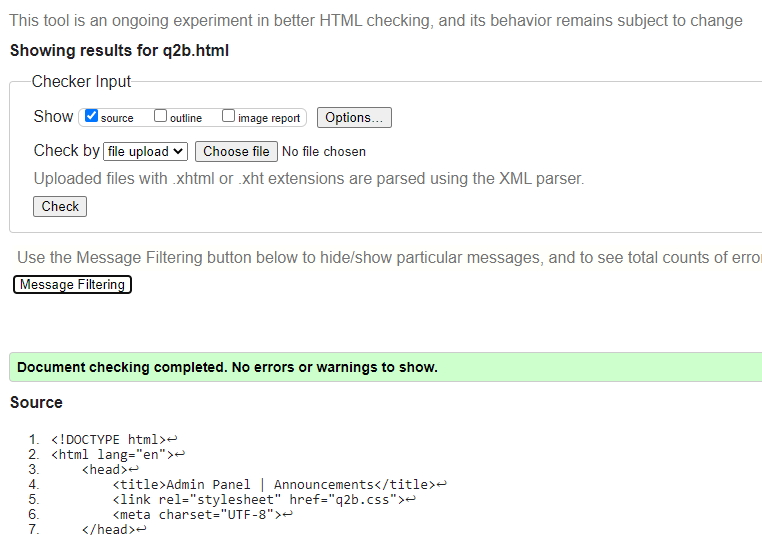 This tool is an ongoing experiment in better HTML checking, and its behavior remains subject to change
Showing results for q2b.html
Checker Input
Show source outline image report Options...
Check by file upload Choose file No file chosen
Uploaded files with .xhtml or .xht extensions are parsed using the XML parser.
Check
Use the Message Filtering button below to hide/show particular messages, and to see total counts of erro
Message Filtering
Document checking completed. No errors or warnings to show.
Source
1. <!DOCTYPE html>↩
2. <html lang="en">↩
3.     <head>↩
4.         <title>Admin Panel | Announcements</title>↩
5.         <link rel="stylesheet" href="q2b.css">↩
6.         <meta charset="UTF-8">↩
7.     </head>↩